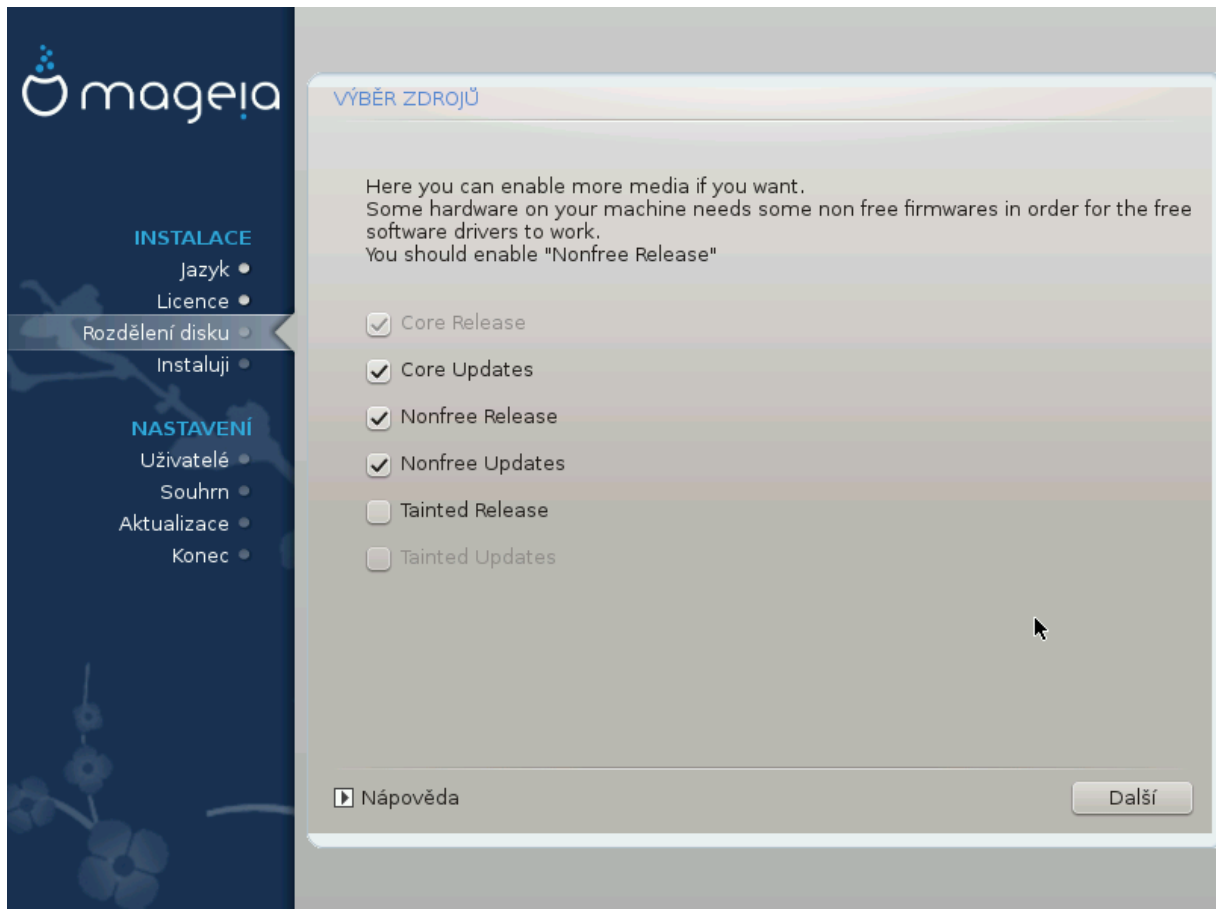 mageia
INSTALACE
Jazyk
Licence
Rozdělení disku
Instaluji
NASTAVENÍ
Uživatelé
Souhrn
Aktualizace
Konec
VÝBĚR ZDROJŮ
Here you can enable more media if you want.
Some hardware on your machine needs some non free firmwares in order for the free
software drivers to work.
You should enable "Nonfree Release"
Core Release
Core Updates
Nonfree Release
Nonfree Updates
Tainted Release
Tainted Updates
Nápověda
Další